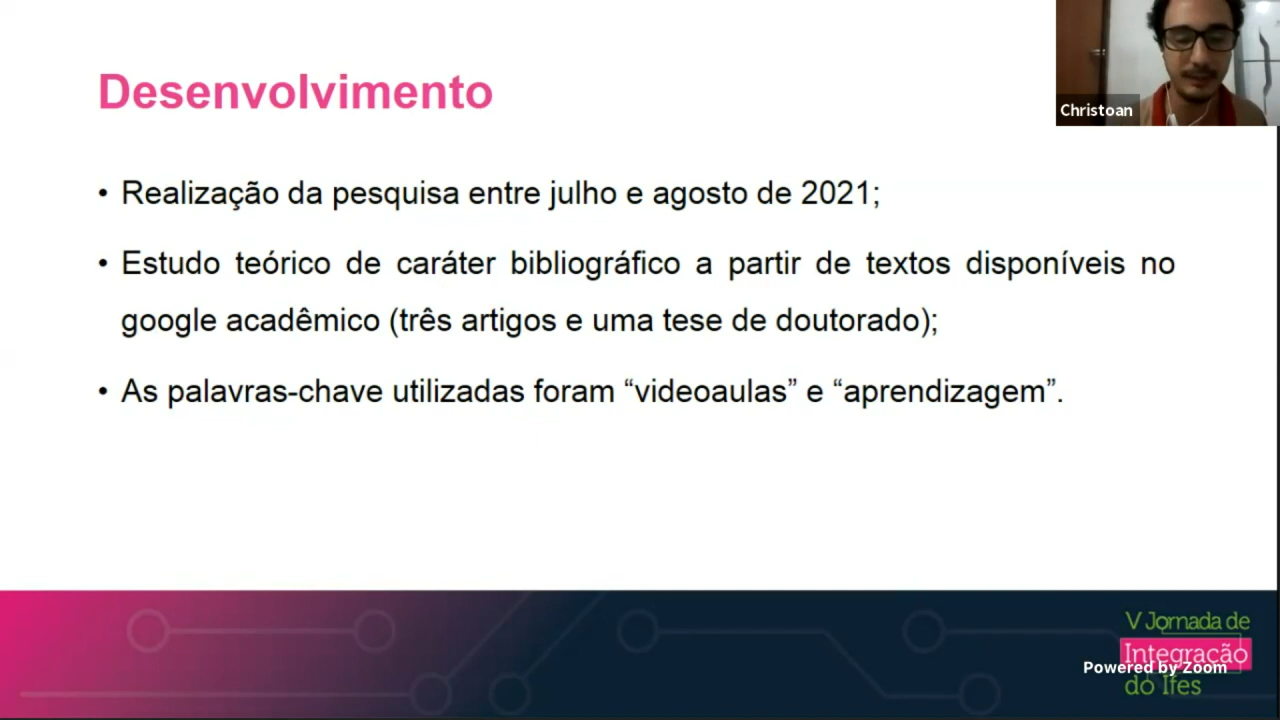 Desenvolvimento
Christoan
• Realização da pesquisa entre julho e agosto de 2021;
• Estudo teórico de caráter bibliográfico a partir de textos disponíveis no
google acadêmico (três artigos e uma tese de doutorado);
• As palavras-chave utilizadas foram “videoaulas” e “aprendizagem”.
V Jornada de
Integração
Powered by Zoom
do Ifes